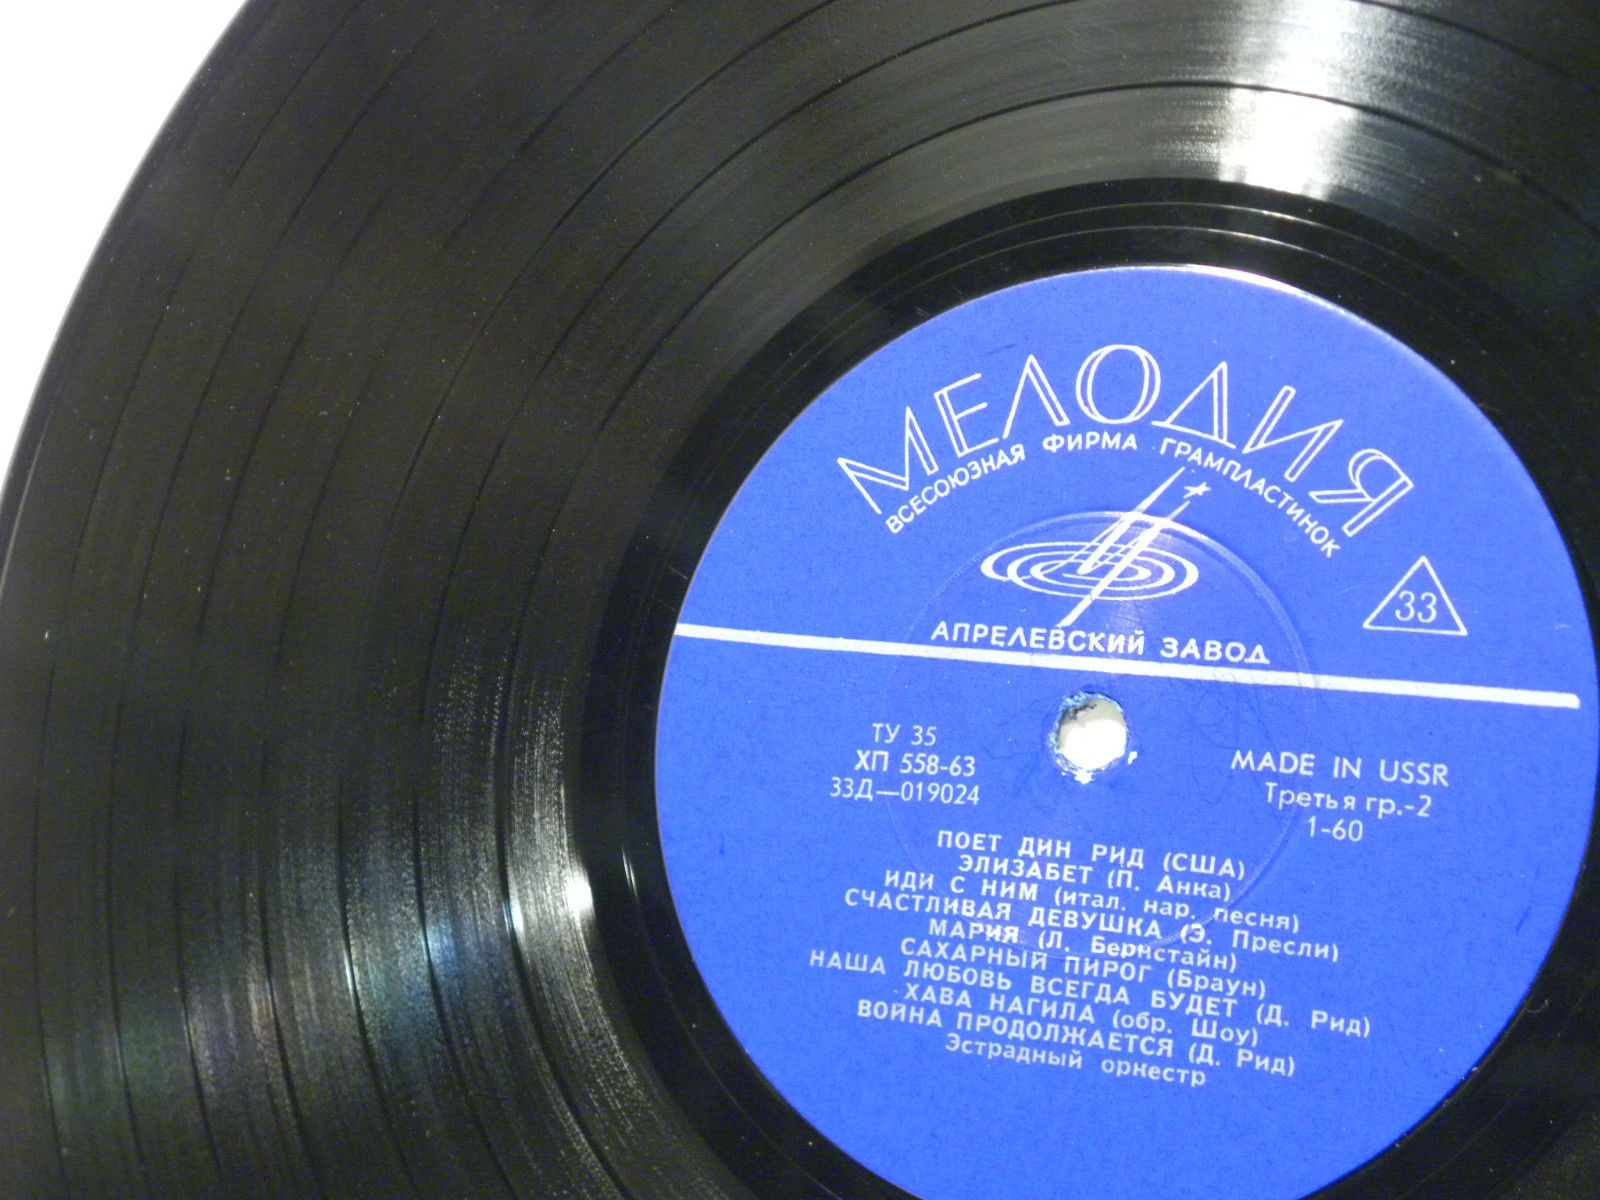 МЕЛОДИЯ
ВСЕСОЮЗНАЯ ФИРМА ГРАМПЛАСТИНОК
33
АПРЕЛЕВСКИЙ ЗАВОД
ТУ 35
ХП 558-63
33Д—019024
MADE IN USSR
Третья гр.-2
1-60
ПОЕТ ДИН РИД (США)
ЭЛИЗАБЕТ (П. Анка)
ИДИ С НИМ (итал. нар. песня)
СЧАСТЛИВАЯ ДЕВУШКА (Э. Пресли)
МАРИЯ (Л. Бернстайн)
САХАРНЫЙ ПИРОГ (Браун)
НАША ЛЮБОВЬ ВСЕГДА БУДЕТ (Д. Рид)
ХАВА НАГИЛА (обр. Шоу)
ВОЙНА ПРОДОЛЖАЕТСЯ (Д. Рид)
Эстрадный оркестр